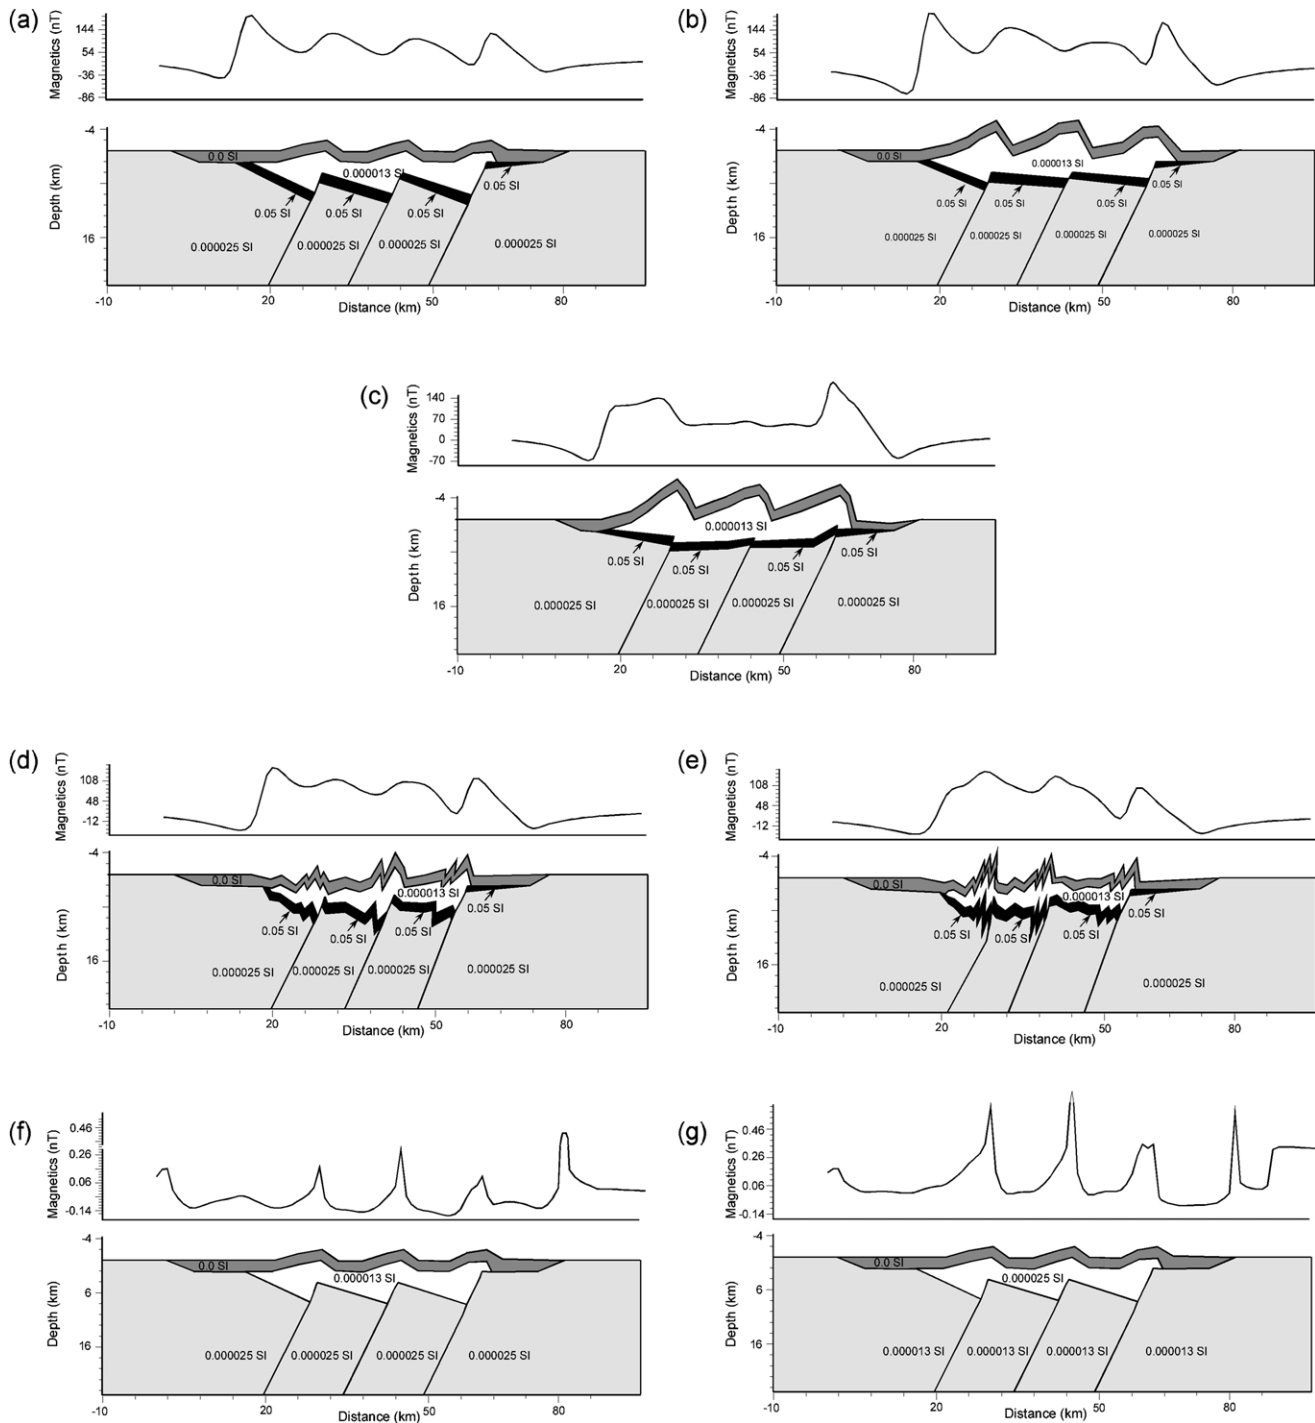 (a)
Magnetics (nT)
144
54
-36
-86
-4
Depth (km)
16
0.0 SI
0.000013 SI
0.05 SI
0.05 SI
0.05 SI
0.05 SI
0.000025 SI
0.000025 SI
0.000025 SI
0.000025 SI
-10
20
50
80
Distance (km)
(b)
Magnetics (nT)
144
54
-36
-86
-4
Depth (km)
16
0.0 SI
0.000013 SI
0.05 SI
0.05 SI
0.05 SI
0.05 SI
0.000025 SI
0.000025 SI
0.000025 SI
0.000025 SI
-10
20
50
80
Distance (km)
(c)
Magnetics (nT)
140
70
0
-70
-4
Depth (km)
16
0.000013 SI
0.05 SI
0.05 SI
0.05 SI
0.05 SI
0.000025 SI
0.000025 SI
0.000025 SI
0.000025 SI
-10
20
50
80
Distance (km)
(d)
Magnetics (nT)
108
48
-12
-4
Depth (km)
16
0.0 SI
0.000013 SI
0.05 SI
0.05 SI
0.05 SI
0.05 SI
0.000025 SI
0.000025 SI
0.000025 SI
0.000025 SI
-10
20
50
80
Distance (km)
(e)
Magnetics (nT)
108
48
-12
-4
Depth (km)
16
0.0 SI
0.000013 SI
0.05 SI
0.05 SI
0.05 SI
0.05 SI
0.000025 SI
0.000025 SI
-10
20
50
80
Distance (km)
(f)
Magnetics (nT)
0.46
0.26
0.06
-0.14
-4
6
16
Depth (km)
0.0 SI
0.000013 SI
0.000025 SI
0.000025 SI
0.000025 SI
0.000025 SI
-10
20
50
80
Distance (km)
(g)
Magnetics (nT)
0.46
0.26
0.06
-0.14
-4
6
16
Depth (km)
0.0 SI
0.000025 SI
0.000013 SI
0.000013 SI
0.000013 SI
0.000013 SI
-10
20
50
80
Distance (km)